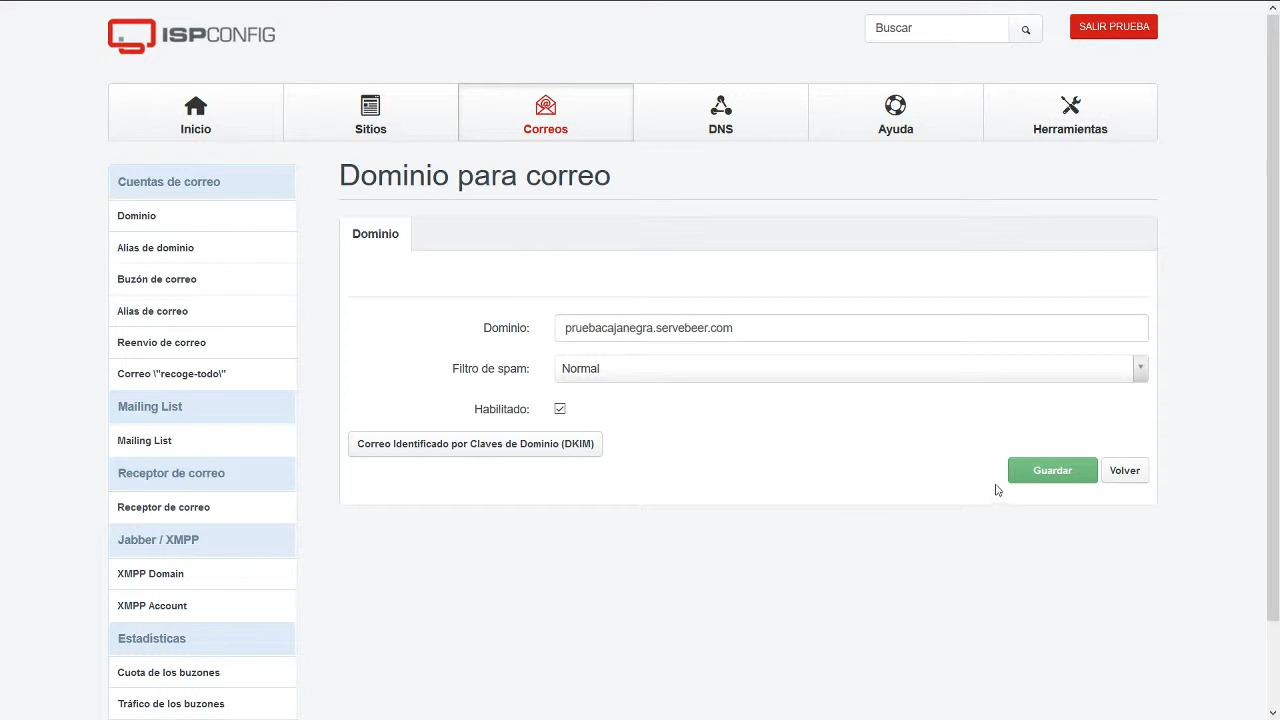 ISPCONFIG
Buscar
SALIR PRUEBA
Inicio
Sitios
Correos
DNS
Ayuda
Herramientas
Cuentas de correo
Dominio
Alias de dominio
Buzón de correo
Alias de correo
Reenvio de correo
Correo \"recoge-todo\"
Mailing List
Mailing List
Receptor de correo
Receptor de correo
Jabber / XMPP
XMPP Domain
XMPP Account
Estadísticas
Cuota de los buzones
Tráfico de los buzones
Dominio para correo
Dominio
Dominio: pruebacajanegra.servebeer.com
Filtro de spam: Normal
Habilitado:
Correo Identificado por Claves de Dominio (DKIM)
Guardar
Volver